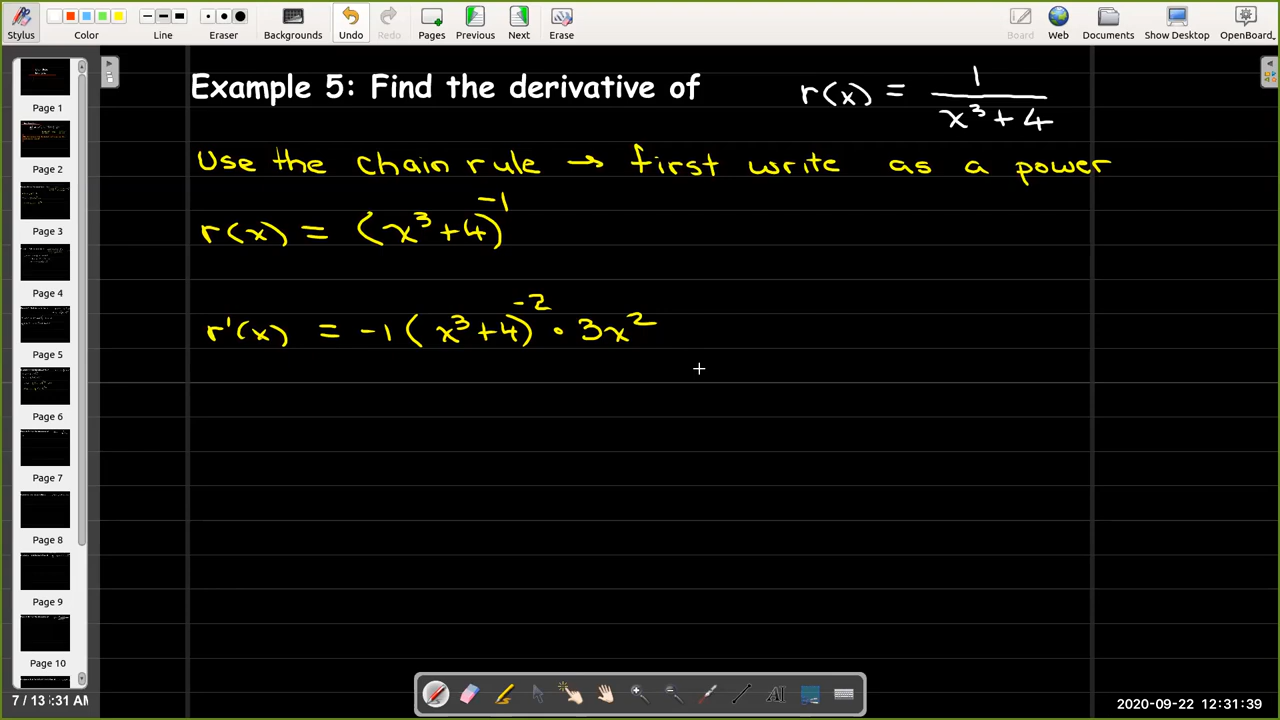 Stylus Color Line Eraser Backgrounds Undo Redo Pages Previous Next Erase Board Web Documents Show Desktop OpenBoard
Page 1
Page 2
Page 3
Page 4
Page 5
Page 6
Page 7
Page 8
Page 9
Page 10
7 / 13
Example 5: Find the derivative of r(x) = 1/(x³ + 4)
Use the chain rule → first write as a power
r(x) = (x³+4)⁻¹
r'(x) = -1(x³+4)⁻² · 3x²
AI
2020-09-22 12:31:39